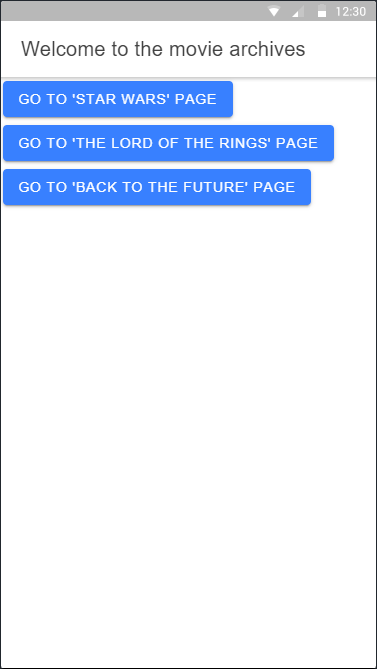 12:30
Welcome to the movie archives
GO TO 'STAR WARS' PAGE
GO TO 'THE LORD OF THE RINGS' PAGE
GO TO 'BACK TO THE FUTURE' PAGE